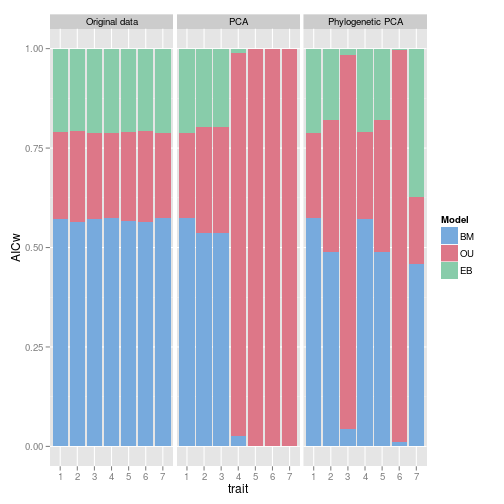 Original data PCA Phylogenetic PCA
1.00
0.75
0.50
0.25
0.00
AICw
1 2 3 4 5 6 7 1 2 3 4 5 6 7 1 2 3 4 5 6 7
trait
Model
BM
OU
EB